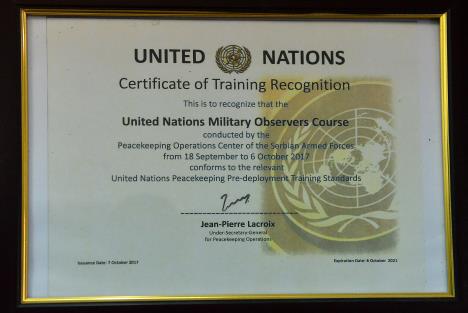 UNITED NATIONS
Certificate of Training Recognition
This is to recognize that the
United Nations Military Observers Course
conducted by the
Peacekeeping Operations Center of the Serbian Armed Forces
from 18 September to 6 October 2017
conforms to the relevant
United Nations Peacekeeping Pre-deployment Training Standards
Jean-Pierre Lacroix
Under-Secretary-General
for Peacekeeping Operations
Issuance Date: 7 October 2017
Expiration Date: 6 October 2021